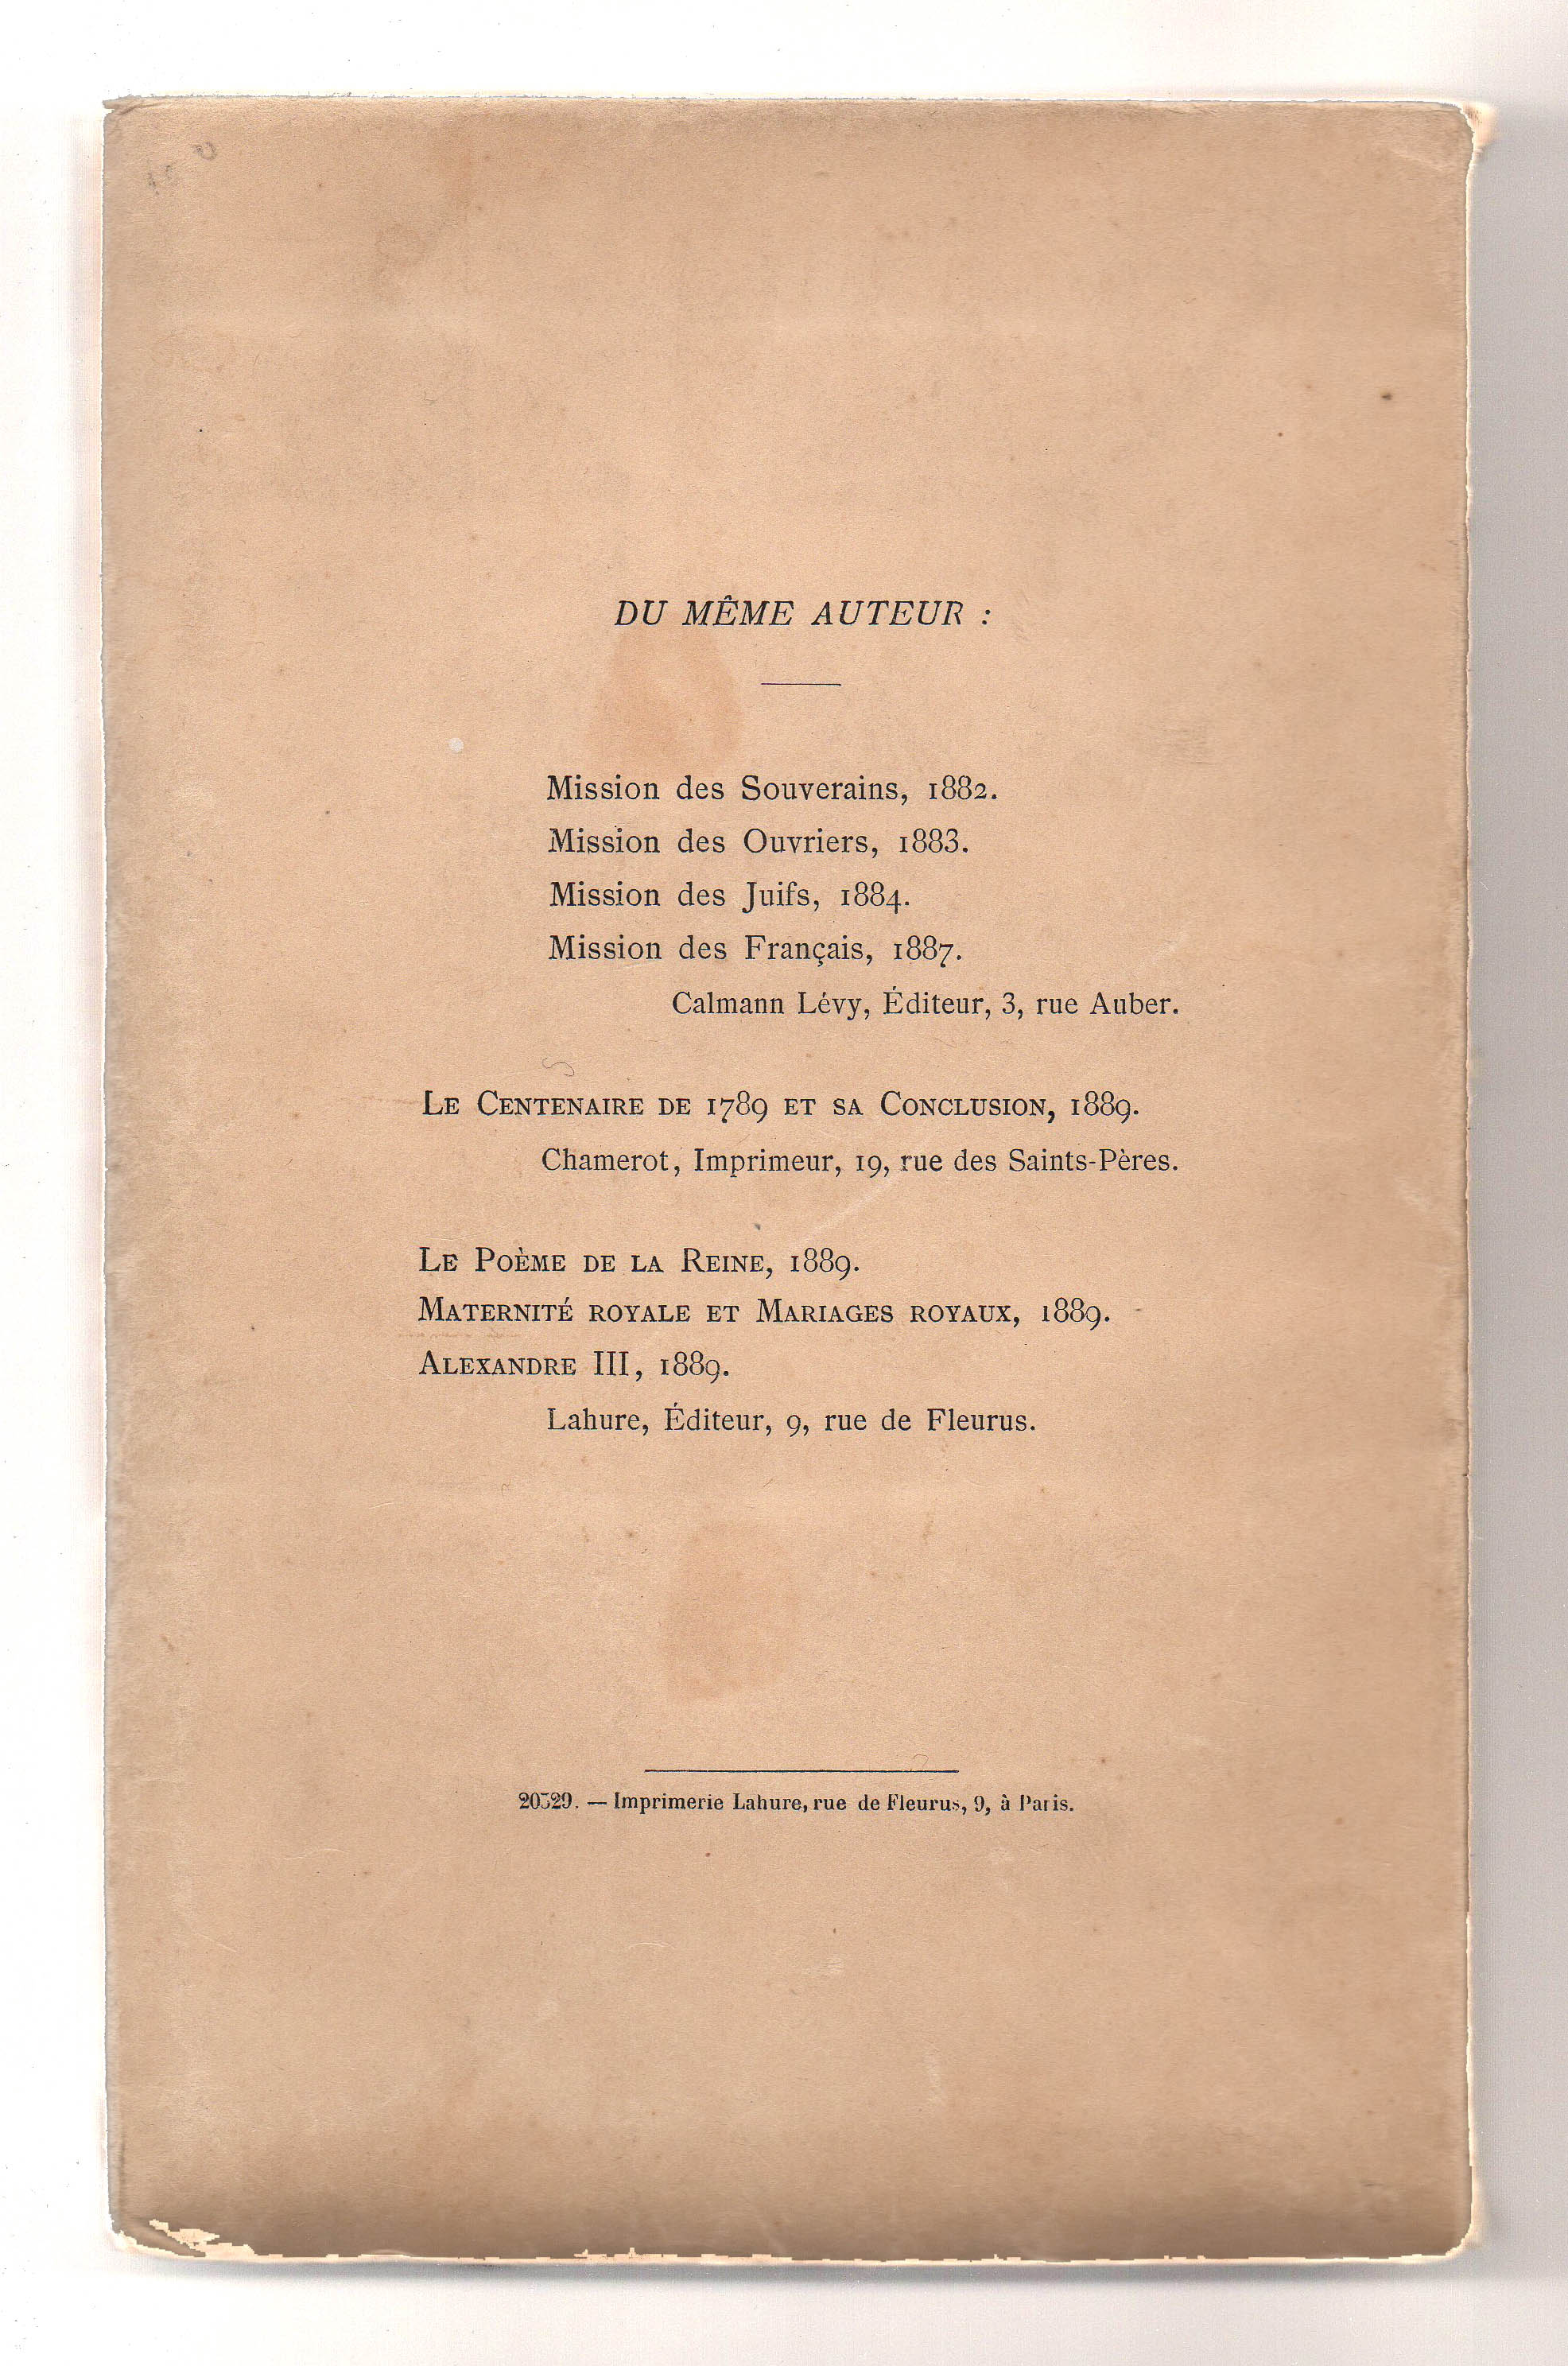 DU MÊME AUTEUR :
Mission des Souverains, 1882.
Mission des Ouvriers, 1883.
Mission des Juifs, 1884.
Mission des Français, 1887.
Calmann Lévy, Éditeur, 3, rue Auber.
LE CENTENAIRE DE 1789 ET SA CONCLUSION, 1889.
Chamerot, Imprimeur, 19, rue des Saints-Pères.
LE POÈME DE LA REINE, 1889.
MATERNITÉ ROYALE ET MARIAGES ROYAUX, 1889.
ALEXANDRE III, 1889.
Lahure, Éditeur, 9, rue de Fleurus.
20329. — Imprimerie Lahure, rue de Fleurus, 9, à Paris.